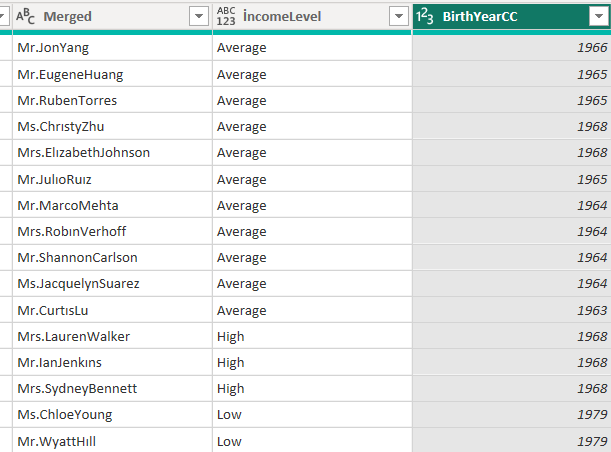 ABC Merged ABC 123 İncomeLevel 123 BirthYearCC
Mr.JonYang Average 1966
Mr.EugeneHuang Average 1965
Mr.RubenTorres Average 1965
Ms.ChrıstyZhu Average 1968
Mrs.ElızabethJohnson Average 1968
Mr.JulıoRuız Average 1965
Mr.MarcoMehta Average 1964
Mrs.RobınVerhoff Average 1964
Mr.ShannonCarlson Average 1964
Ms.JacquelynSuarez Average 1964
Mr.CurtısLu Average 1963
Mrs.LaurenWalker High 1968
Mr.IanJenkıns High 1968
Mrs.SydneyBennett High 1968
Ms.ChloeYoung Low 1979
Mr.WyattHıll Low 1979